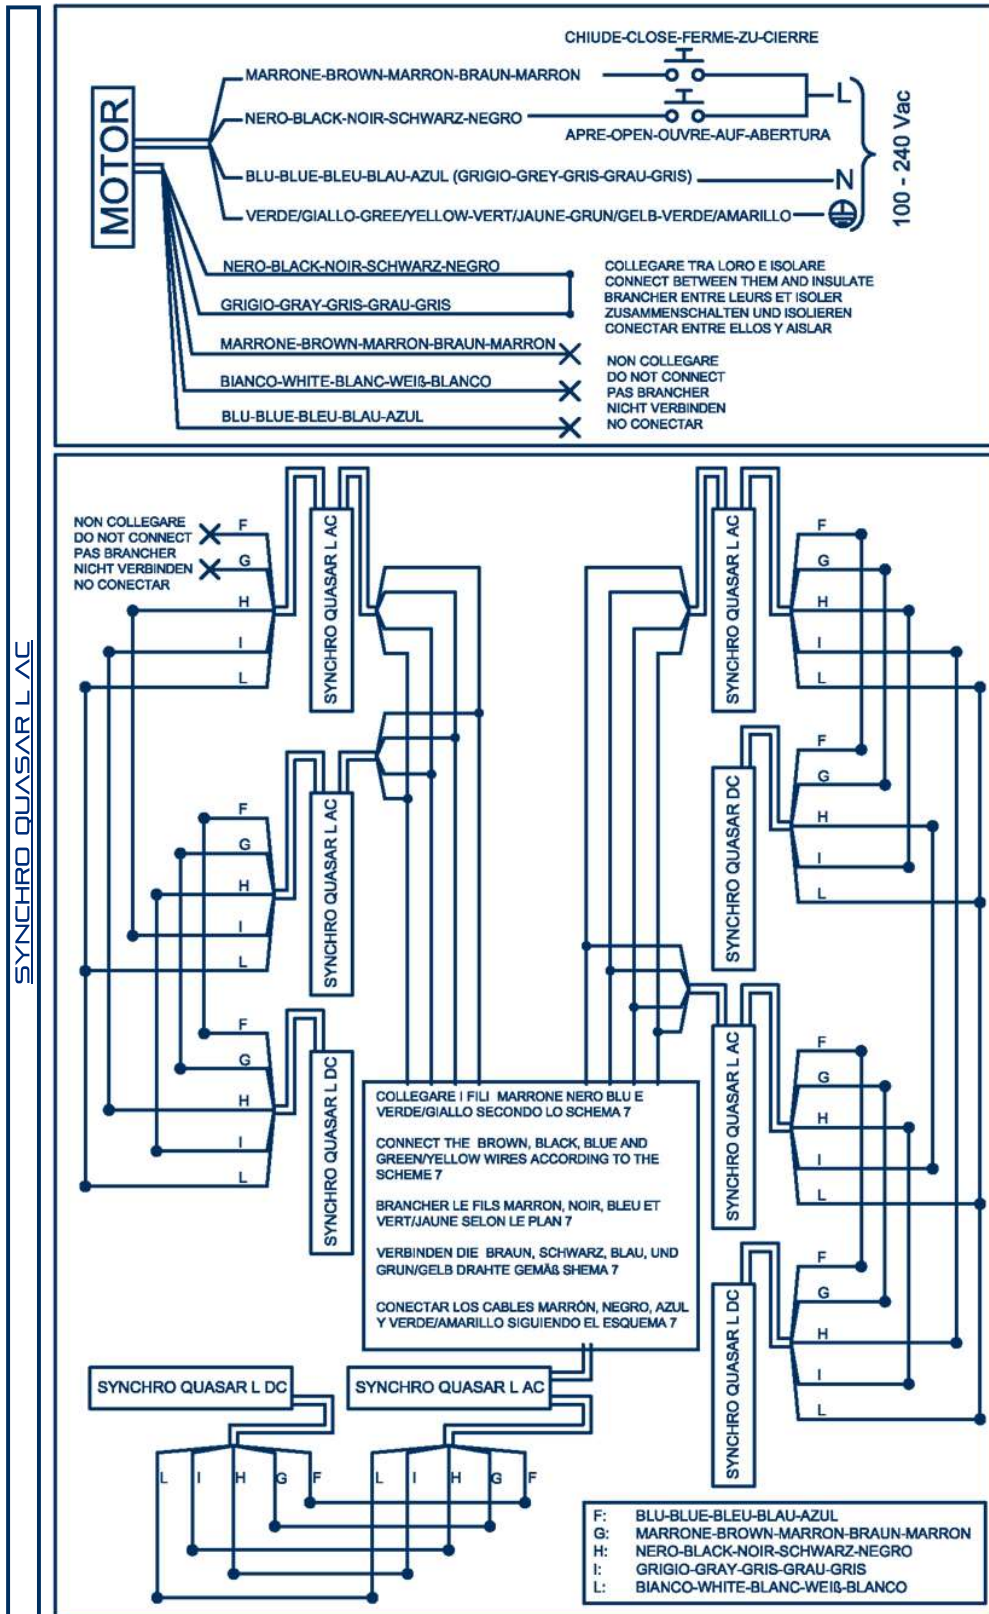 SYNCHRO QUASAR L AC
CHIUDE-CLOSE-FERME-ZU-CIERRE
MARRONE-BROWN-MARRON-BRAUN-MARRON
MOTOR
L
NERO-BLACK-NOIR-SCHWARZ-NEGRO
APRE-OPEN-OUVRE-AUF-ABERTURA
100 - 240 Vac
BLU-BLUE-BLEU-BLAU-AZUL (GRIGIO-GREY-GRIS-GRAU-GRIS)
N
VERDE/GIALLO-GREE/YELLOW-VERT/JAUNE-GRUN/GELB-VERDE/AMARILLO
NERO-BLACK-NOIR-SCHWARZ-NEGRO
GRIGIO-GRAY-GRIS-GRAU-GRIS
COLLEGARE TRA LORO E ISOLARE
CONNECT BETWEEN THEM AND INSULATE
BRANCHER ENTRE LEURS ET ISOLER
ZUSAMMENSCHALTEN UND ISOLIEREN
CONECTAR ENTRE ELLOS Y AISLAR
MARRONE-BROWN-MARRON-BRAUN-MARRON
BIANCO-WHITE-BLANC-WEIß-BLANCO
BLU-BLUE-BLEU-BLAU-AZUL
NON COLLEGARE
DO NOT CONNECT
PAS BRANCHER
NICHT VERBINDEN
NO CONECTAR
NON COLLEGARE
DO NOT CONNECT
PAS BRANCHER
NICHT VERBINDEN
NO CONECTAR
F
G
H
I
L
SYNCHRO QUASAR L AC
F
G
H
I
L
SYNCHRO QUASAR L AC
F
G
H
I
L
SYNCHRO QUASAR L DC
SYNCHRO QUASAR L AC
F
G
H
I
L
SYNCHRO QUASAR DC
F
G
H
I
L
SYNCHRO QUASAR L AC
F
G
H
I
L
SYNCHRO QUASAR L DC
F
G
H
I
L
COLLEGARE I FILI MARRONE NERO BLU E
VERDE/GIALLO SECONDO LO SCHEMA 7
CONNECT THE BROWN, BLACK, BLUE AND
GREEN/YELLOW WIRES ACCORDING TO THE
SCHEME 7
BRANCHER LE FILS MARRON, NOIR, BLEU ET
VERT/JAUNE SELON LE PLAN 7
VERBINDEN DIE BRAUN, SCHWARZ, BLAU, UND
GRUN/GELB DRAHTE GEMÄß SHEMA 7
CONECTAR LOS CABLES MARRÓN, NEGRO, AZUL
Y VERDE/AMARILLO SIGUIENDO EL ESQUEMA 7
SYNCHRO QUASAR L DC
SYNCHRO QUASAR L AC
L I H G F L I H G F
F: BLU-BLUE-BLEU-BLAU-AZUL
G: MARRONE-BROWN-MARRON-BRAUN-MARRON
H: NERO-BLACK-NOIR-SCHWARZ-NEGRO
I: GRIGIO-GRAY-GRIS-GRAU-GRIS
L: BIANCO-WHITE-BLANC-WEIß-BLANCO